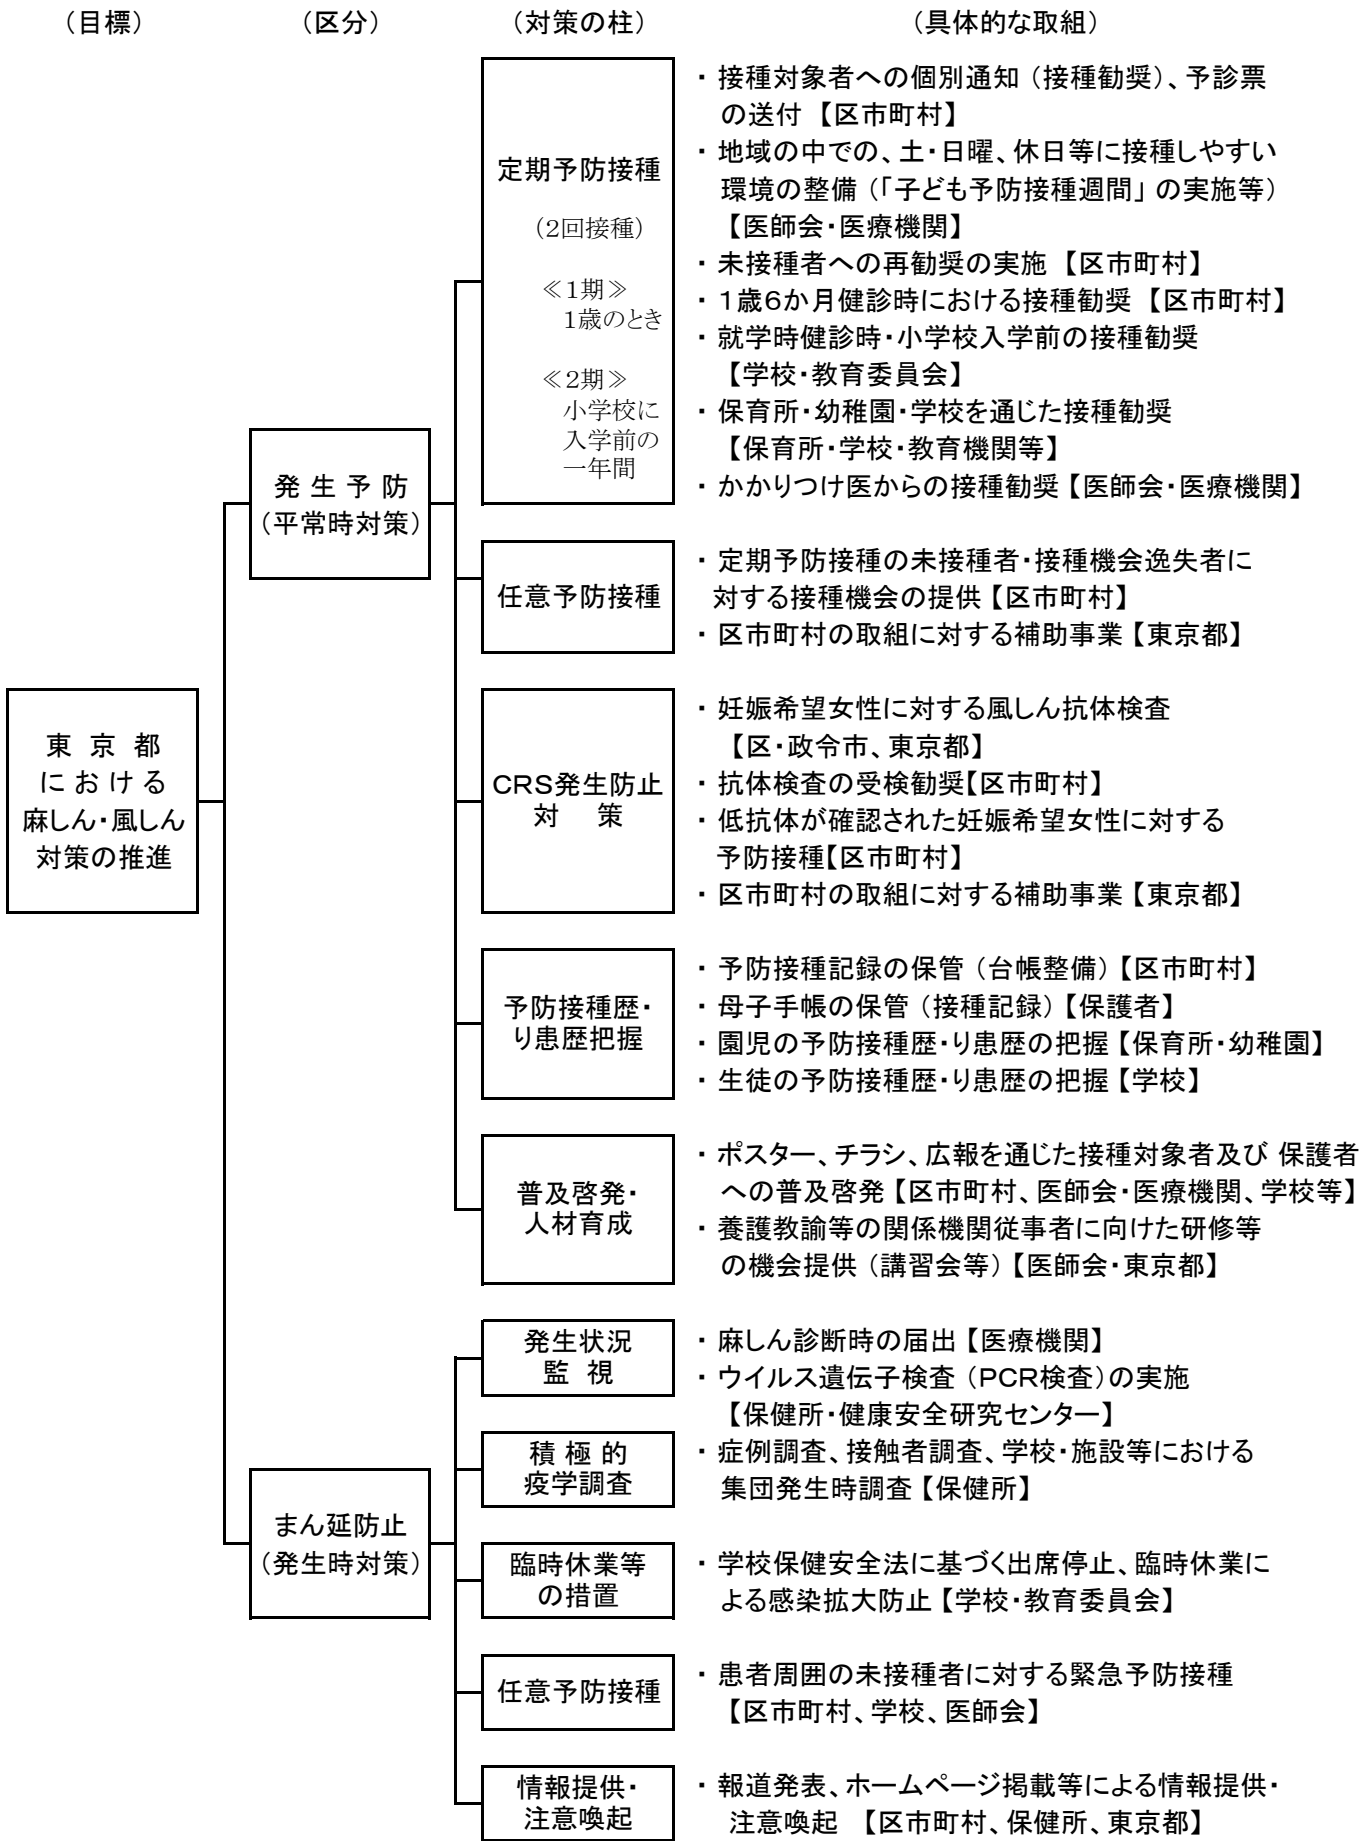 （目標）
（区分）
（対策の柱）
（具体的な取組）
東京都
における
麻しん・風しん
対策の推進
発生予防
（平常時対策）
定期予防接種
（２回接種）
≪１期≫
１歳のとき
≪２期≫
小学校に
入学前の
一年間
・ 接種対象者への個別通知（接種勧奨）、予診票
の送付 【区市町村】
・ 地域の中での、土・日曜、休日等に接種しやすい
環境の整備（「子ども予防接種週間」の実施等）
【医師会・医療機関】
・ 未接種者への再勧奨の実施 【区市町村】
・ １歳６か月健診時における接種勧奨 【区市町村】
・ 就学時健診時・小学校入学前の接種勧奨
【学校・教育委員会】
・ 保育所・幼稚園・学校を通じた接種勧奨
【保育所・学校・教育機関等】
・ かかりつけ医からの接種勧奨【医師会・医療機関】
任意予防接種
・ 定期予防接種の未接種者・接種機会逸失者に
対する接種機会の提供【区市町村】
・ 区市町村の取組に対する補助事業【東京都】
ＣＲＳ発生防止
対　策
・ 妊娠希望女性に対する風しん抗体検査
【区・政令市、東京都】
・ 抗体検査の受検勧奨【区市町村】
・ 低抗体が確認された妊娠希望女性に対する
予防接種【区市町村】
・ 区市町村の取組に対する補助事業【東京都】
予防接種歴・
り患歴把握
・ 予防接種記録の保管（台帳整備）【区市町村】
・ 母子手帳の保管（接種記録）【保護者】
・ 園児の予防接種歴・り患歴の把握【保育所・幼稚園】
・ 生徒の予防接種歴・り患歴の把握【学校】
普及啓発・
人材育成
・ ポスター、チラシ、広報を通じた接種対象者及び 保護者
への普及啓発【区市町村、医師会・医療機関、学校等】
・ 養護教諭等の関係機関従事者に向けた研修等
の機会提供（講習会等）【医師会・東京都】
まん延防止
（発生時対策）
発生状況
監 視
・ 麻しん診断時の届出【医療機関】
・ ウイルス遺伝子検査（ＰＣＲ検査）の実施
【保健所・健康安全研究センター】
積 極 的
疫学調査
・ 症例調査、接触者調査、学校・施設等における
集団発生時調査【保健所】
臨時休業等
の措置
・ 学校保健安全法に基づく出席停止、臨時休業に
よる感染拡大防止【学校・教育委員会】
任意予防接種
・ 患者周囲の未接種者に対する緊急予防接種
【区市町村、学校、医師会】
情報提供・
注意喚起
・ 報道発表、ホームページ掲載等による情報提供・
注意喚起 【区市町村、保健所、東京都】